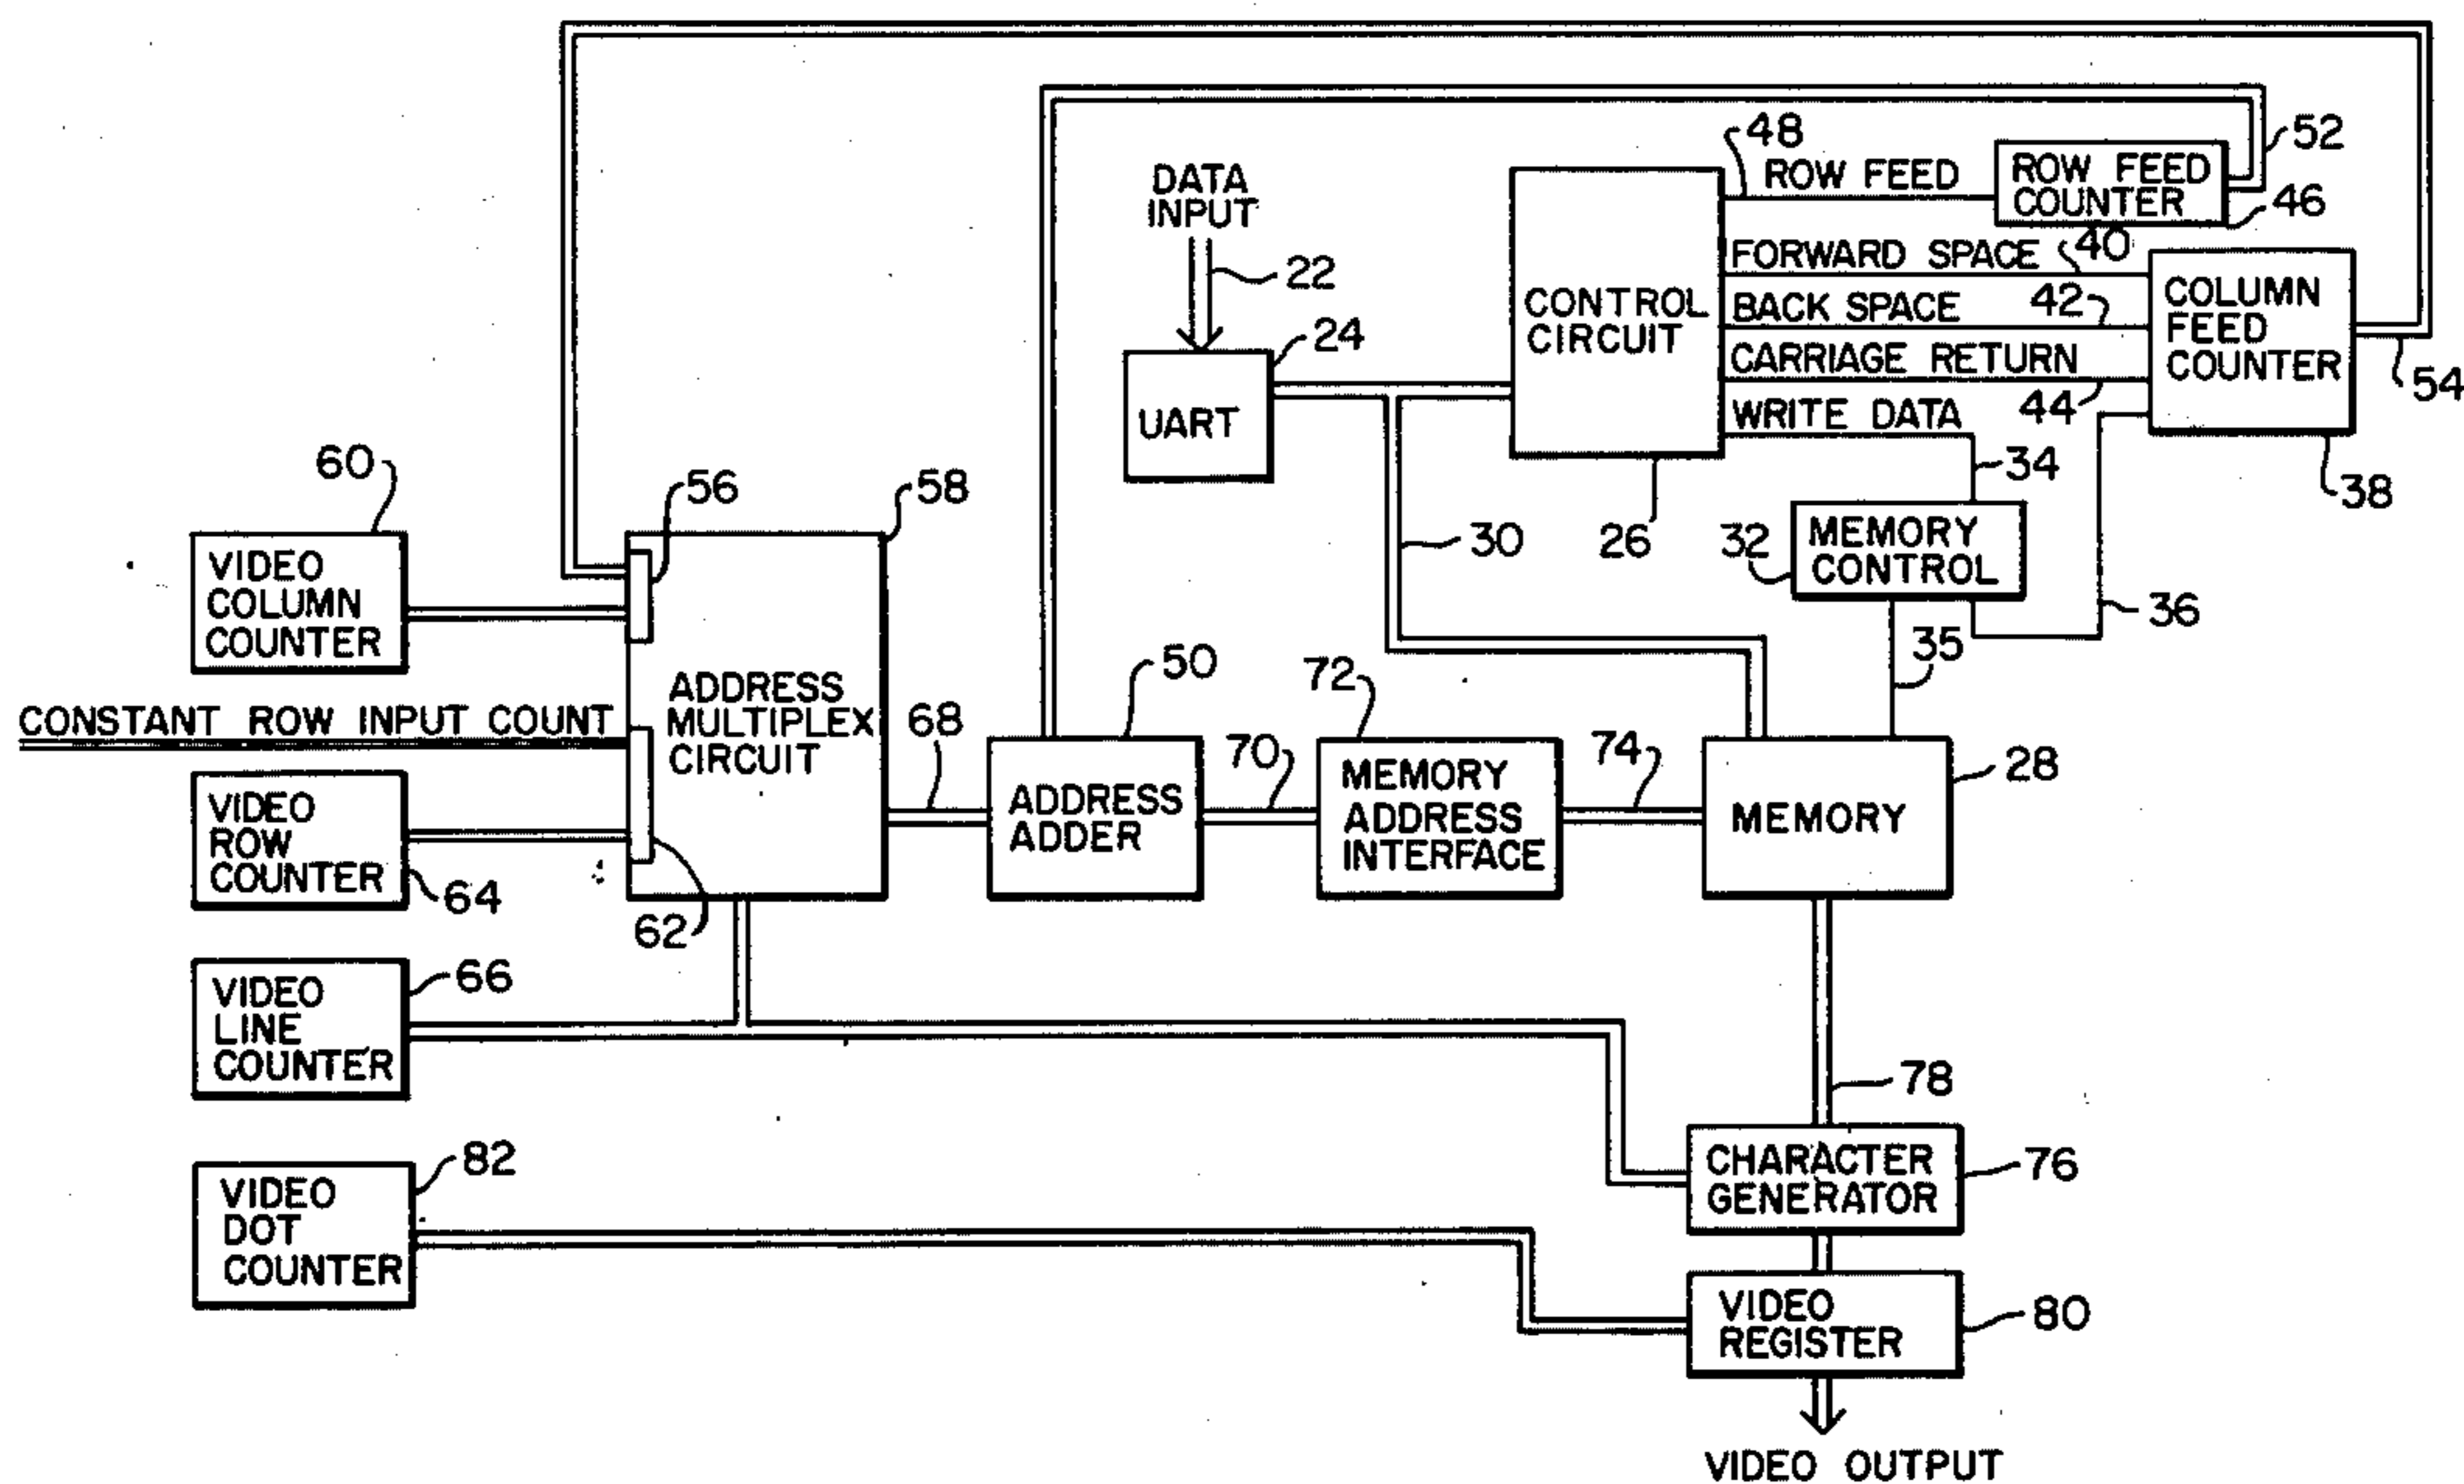 48
ROW FEED
ROW FEED
COUNTER
52
46
DATA
INPUT
22
24
UART
CONTROL
CIRCUIT
26
FORWARD SPACE
40
BACK SPACE
42
CARRIAGE RETURN
44
WRITE DATA
34
COLUMN
FEED
COUNTER
54
38
30
32
MEMORY
CONTROL
36
35
60
VIDEO
COLUMN
COUNTER
56
58
ADDRESS
MULTIPLEX
CIRCUIT
CONSTANT ROW INPUT COUNT
VIDEO
ROW
COUNTER
64
62
68
50
ADDRESS
ADDER
70
72
MEMORY
ADDRESS
INTERFACE
74
MEMORY
28
66
VIDEO
LINE
COUNTER
78
82
VIDEO
DOT
COUNTER
CHARACTER
GENERATOR
76
VIDEO
REGISTER
80
VIDEO OUTPUT